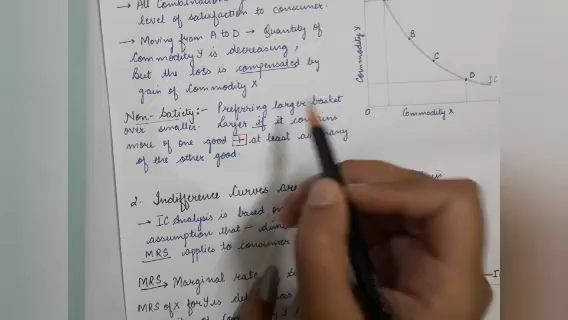 → All Combinations
level of satisfaction to consumer.
→ Moving from A to D → Quantity of
Commodity Y is decreasing,
But the loss is compensated by
gain of Commodity X
Non-Satiety:- Preferring larger basket
over smaller. Larger if it contains
more of one good + at least as many
of the other good.
Commodity Y
B
C
D
IC
O
Commodity X
2. Indifference Curves are
→ IC Analysis is based on
assumption that
MRS applies to consumer
MRS → Marginal rate
MRS of X for Y is